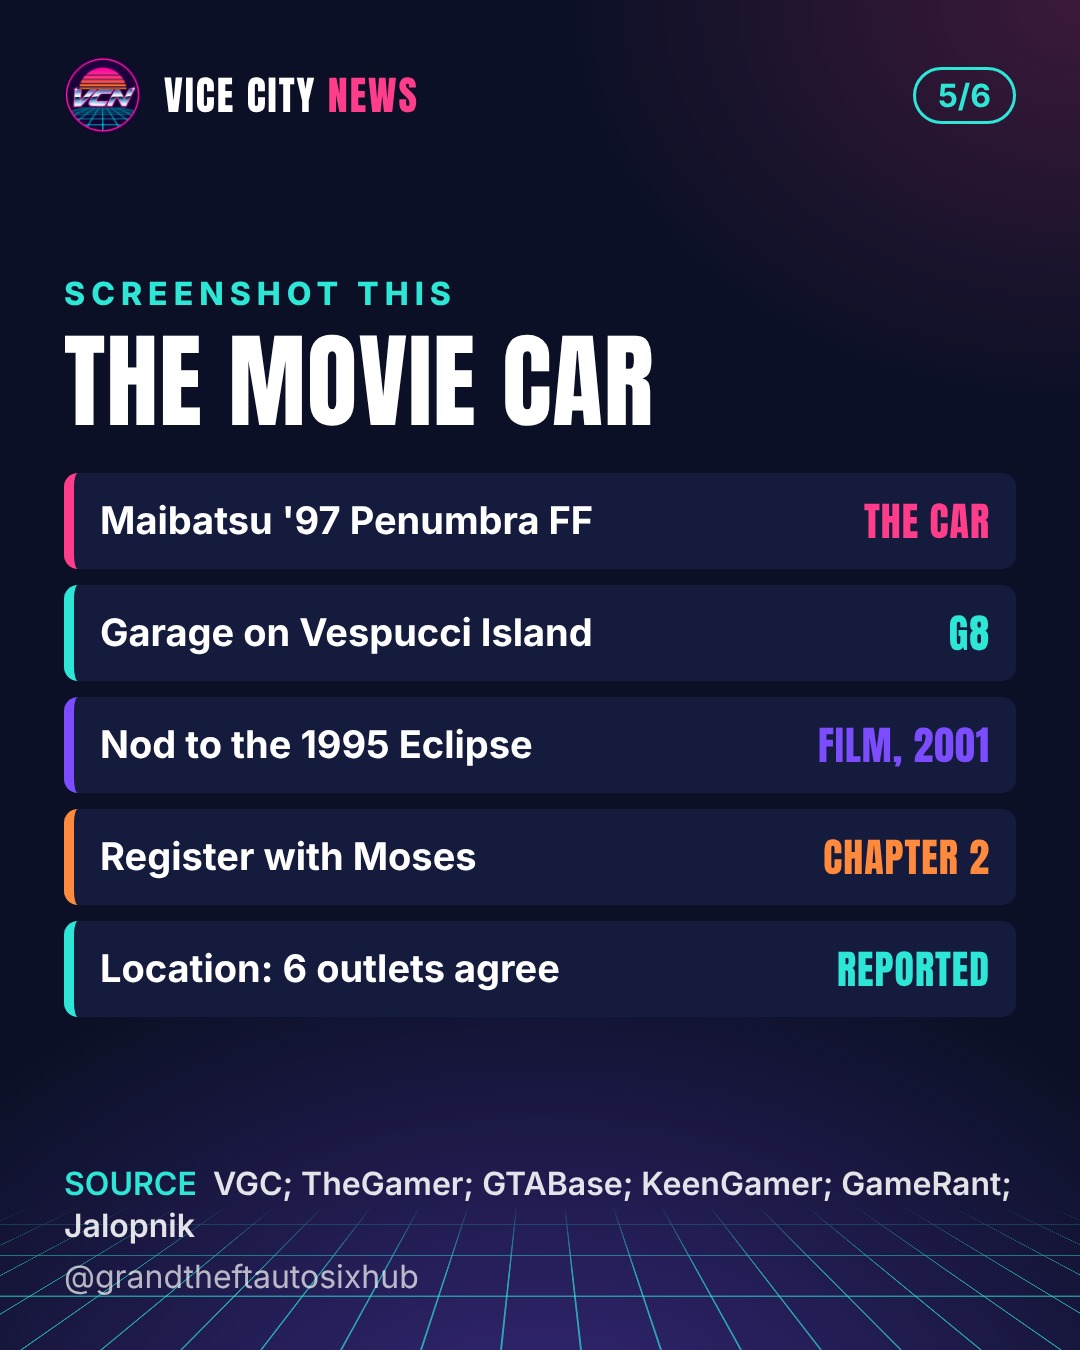 VCN
VICE CITY NEWS
5/6
SCREENSHOT THIS
THE MOVIE CAR
Maibatsu '97 Penumbra FF
THE CAR
Garage on Vespucci Island
G8
Nod to the 1995 Eclipse
FILM, 2001
Register with Moses
CHAPTER 2
Location: 6 outlets agree
REPORTED
SOURCE VGC; TheGamer; GTABase; KeenGamer; GameRant;
Jalopnik
@grandtheftautosixhub